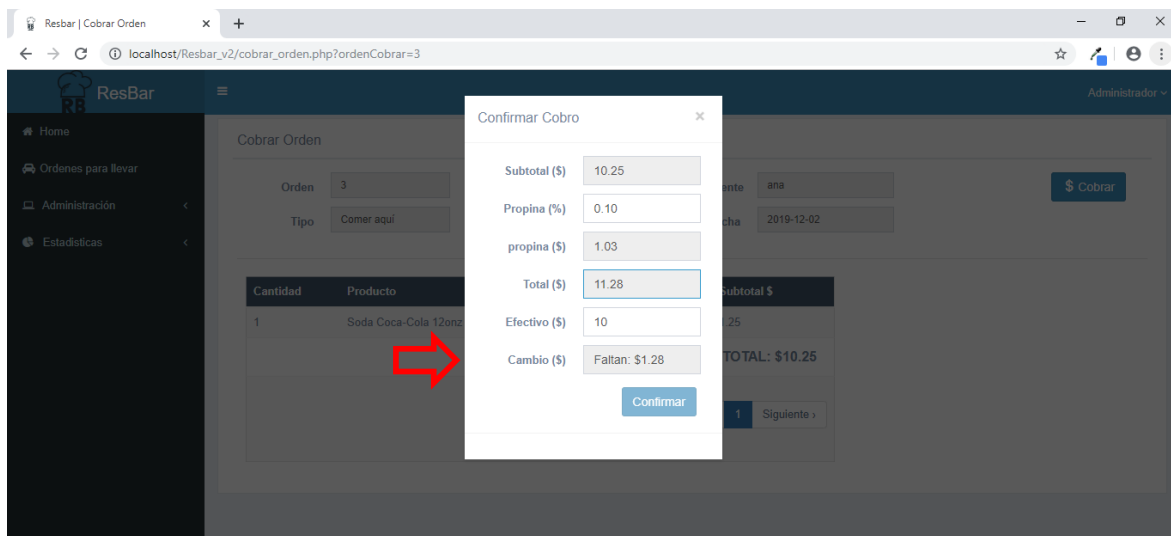 Resbar | Cobrar Orden
localhost/Resbar_v2/cobrar_orden.php?ordenCobrar=3
RB ResBar
Administrador
Home
Ordenes para llevar
Administración
Estadisticas
Cobrar Orden
Orden 3
ente ana
$ Cobrar
Tipo Comer aquí
cha 2019-12-02
Cantidad Producto Subtotal $
1 Soda Coca-Cola 12onz .25
TOTAL: $10.25
1 Siguiente ›
Confirmar Cobro ×
Subtotal ($) 10.25
Propina (%) 0.10
propina ($) 1.03
Total ($) 11.28
Efectivo ($) 10
Cambio ($) Faltan: $1.28
Confirmar